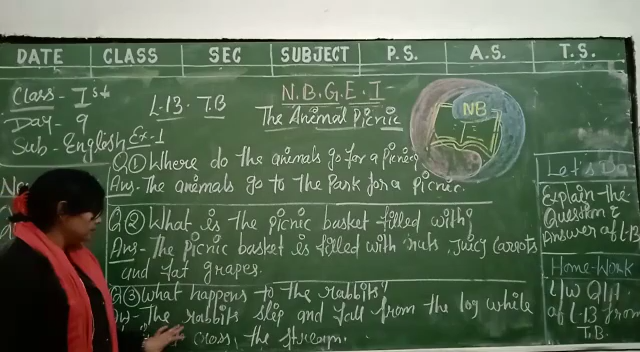 DATE CLASS SEC SUBJECT P.S. A.S. T.S.
Class - Ist
Day - 9
Sub - English
L.13 T.B
Ex-1
N.B.G.E.I-
The Animal Picnic
NB
Q① Where do the animals go for a picnic?
Ans- The animals go to the Park for a picnic.
Q② What is the picnic basket filled with?
Ans- The picnic basket is filled with nuts, juicy carrots
and fat grapes.
Q③ What happens to the rabbits?
The rabbits slip and fall from the log while
cross the stream.
Let's Do
Explain the
Question &
Answer of L-13
Home-Work
L/W Q1,
of L-13 from
T.B.